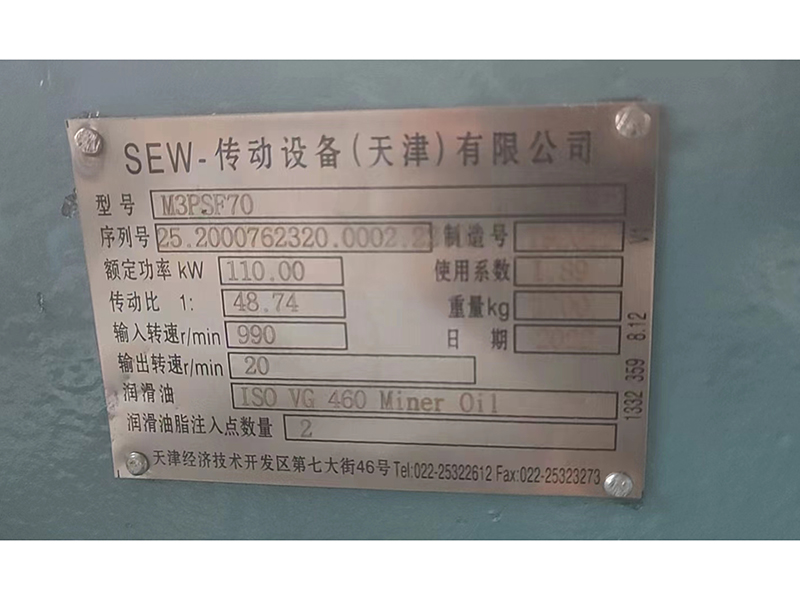 SEW-传动设备(天津)有限公司
型号 M3PSF70
序列号 25.2000762320.0002.2 制造号
额定功率 kW 110.00 使用系数 1.89
传动比 1: 48.74 重量kg
输入转速r/min 990 日期
输出转速r/min 20
润滑油 ISO VG 460 Miner Oil
润滑油脂注入点数量 2
天津经济技术开发区第七大街46号 Tel:022-25322612 Fax:022-25323273
1332 359 8.12 V1